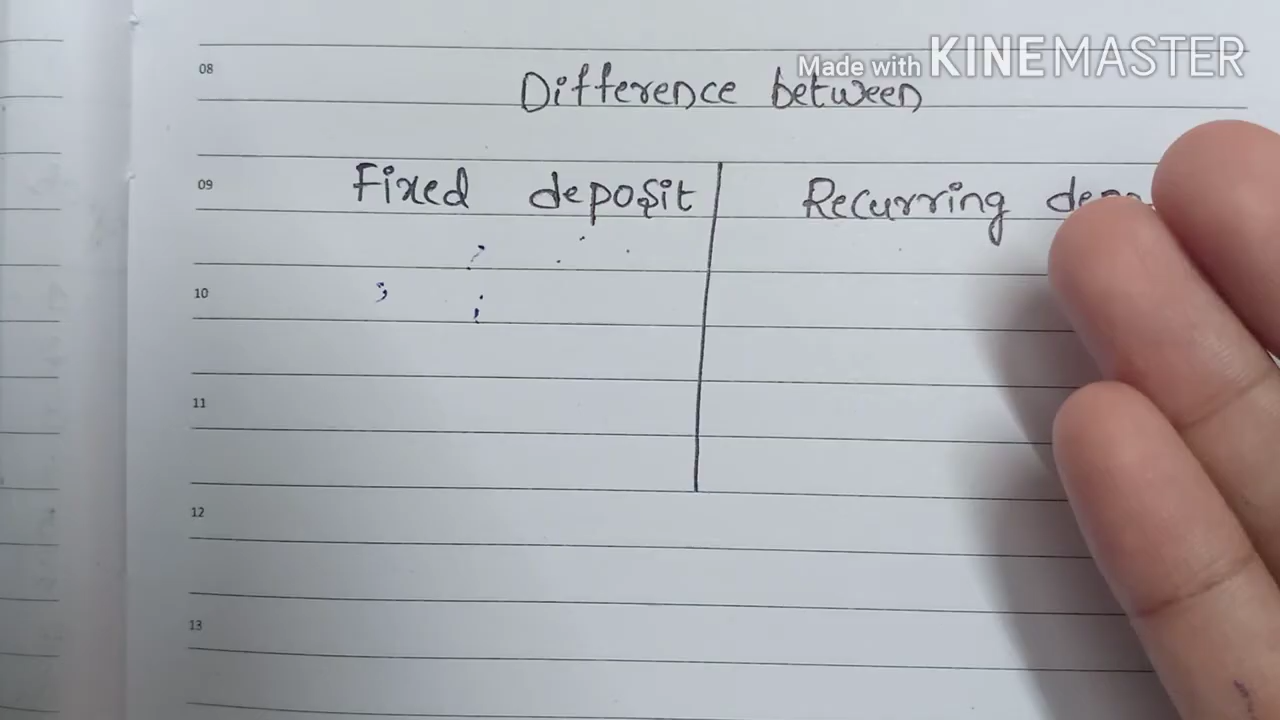 Made with KINEMASTER
08
Difference between
09 Fixed deposit Recurring
10
11
12
13